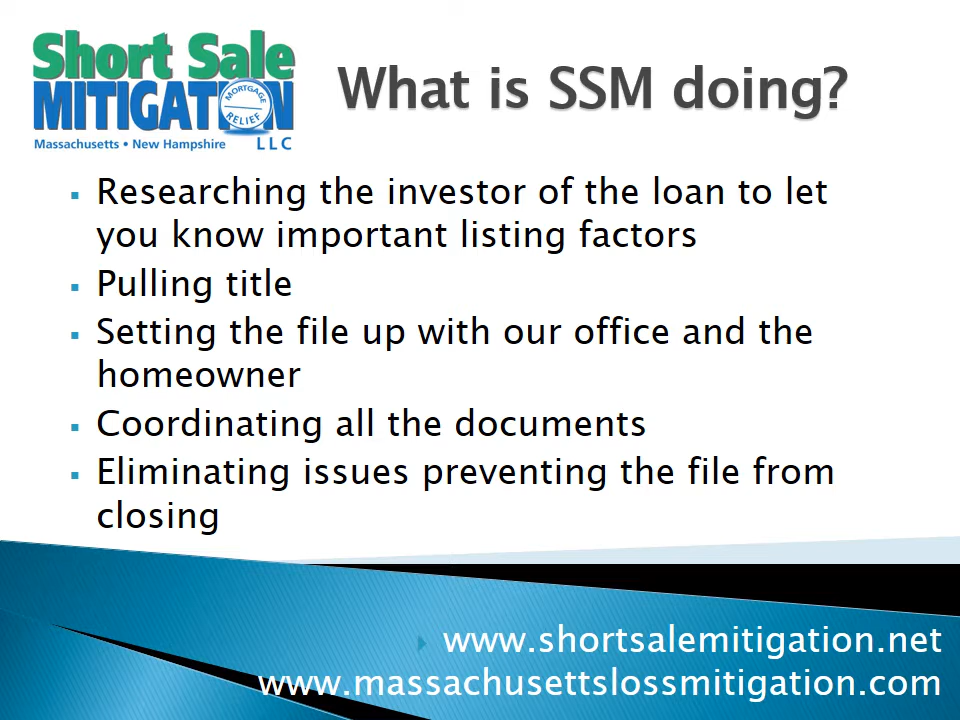 Short Sale
MITIGATION
MORTGAGE
RELIEF
Massachusetts • New Hampshire
LLC
What is SSM doing?
▪ Researching the investor of the loan to let
you know important listing factors
▪ Pulling title
▪ Setting the file up with our office and the
homeowner
▪ Coordinating all the documents
▪ Eliminating issues preventing the file from
closing
www.shortsalemitigation.net
www.massachusettslossmitigation.com